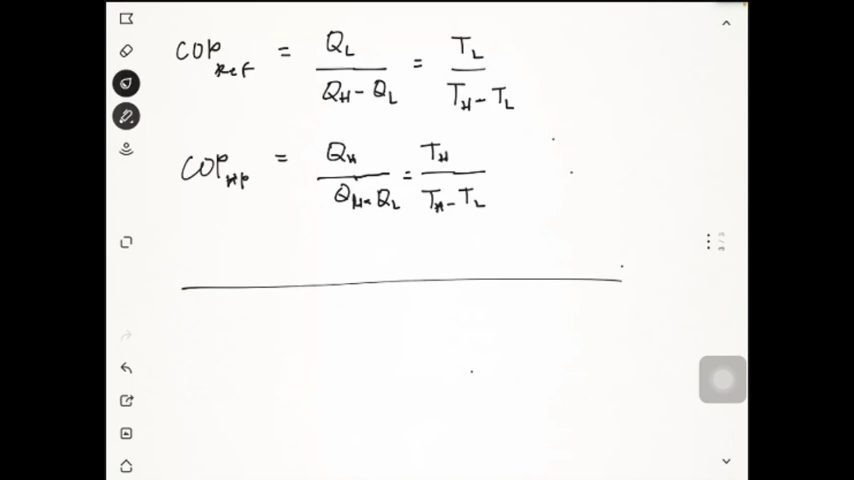 COP_Ref = Q_L / (Q_H - Q_L) = T_L / (T_H - T_L)
COP_HP = Q_H / (Q_H - Q_L) = T_H / (T_H - T_L)